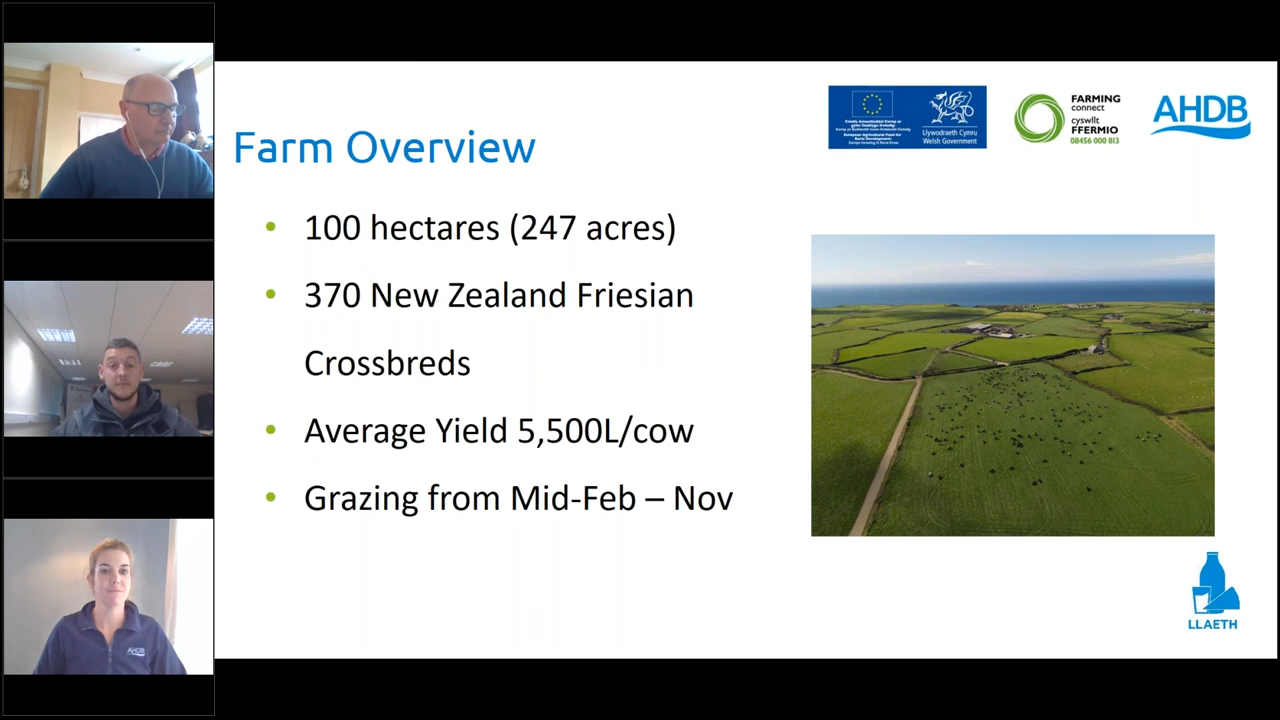 Farm Overview
100 hectares (247 acres)
370 New Zealand Friesian
Crossbreds
Average Yield 5,500L/cow
Grazing from Mid-Feb – Nov
Llywodraeth Cymru
Welsh Government
FARMING
connect
cyswllt
FFERMIO
08456 000 813
AHDB
LLAETH
AHDB